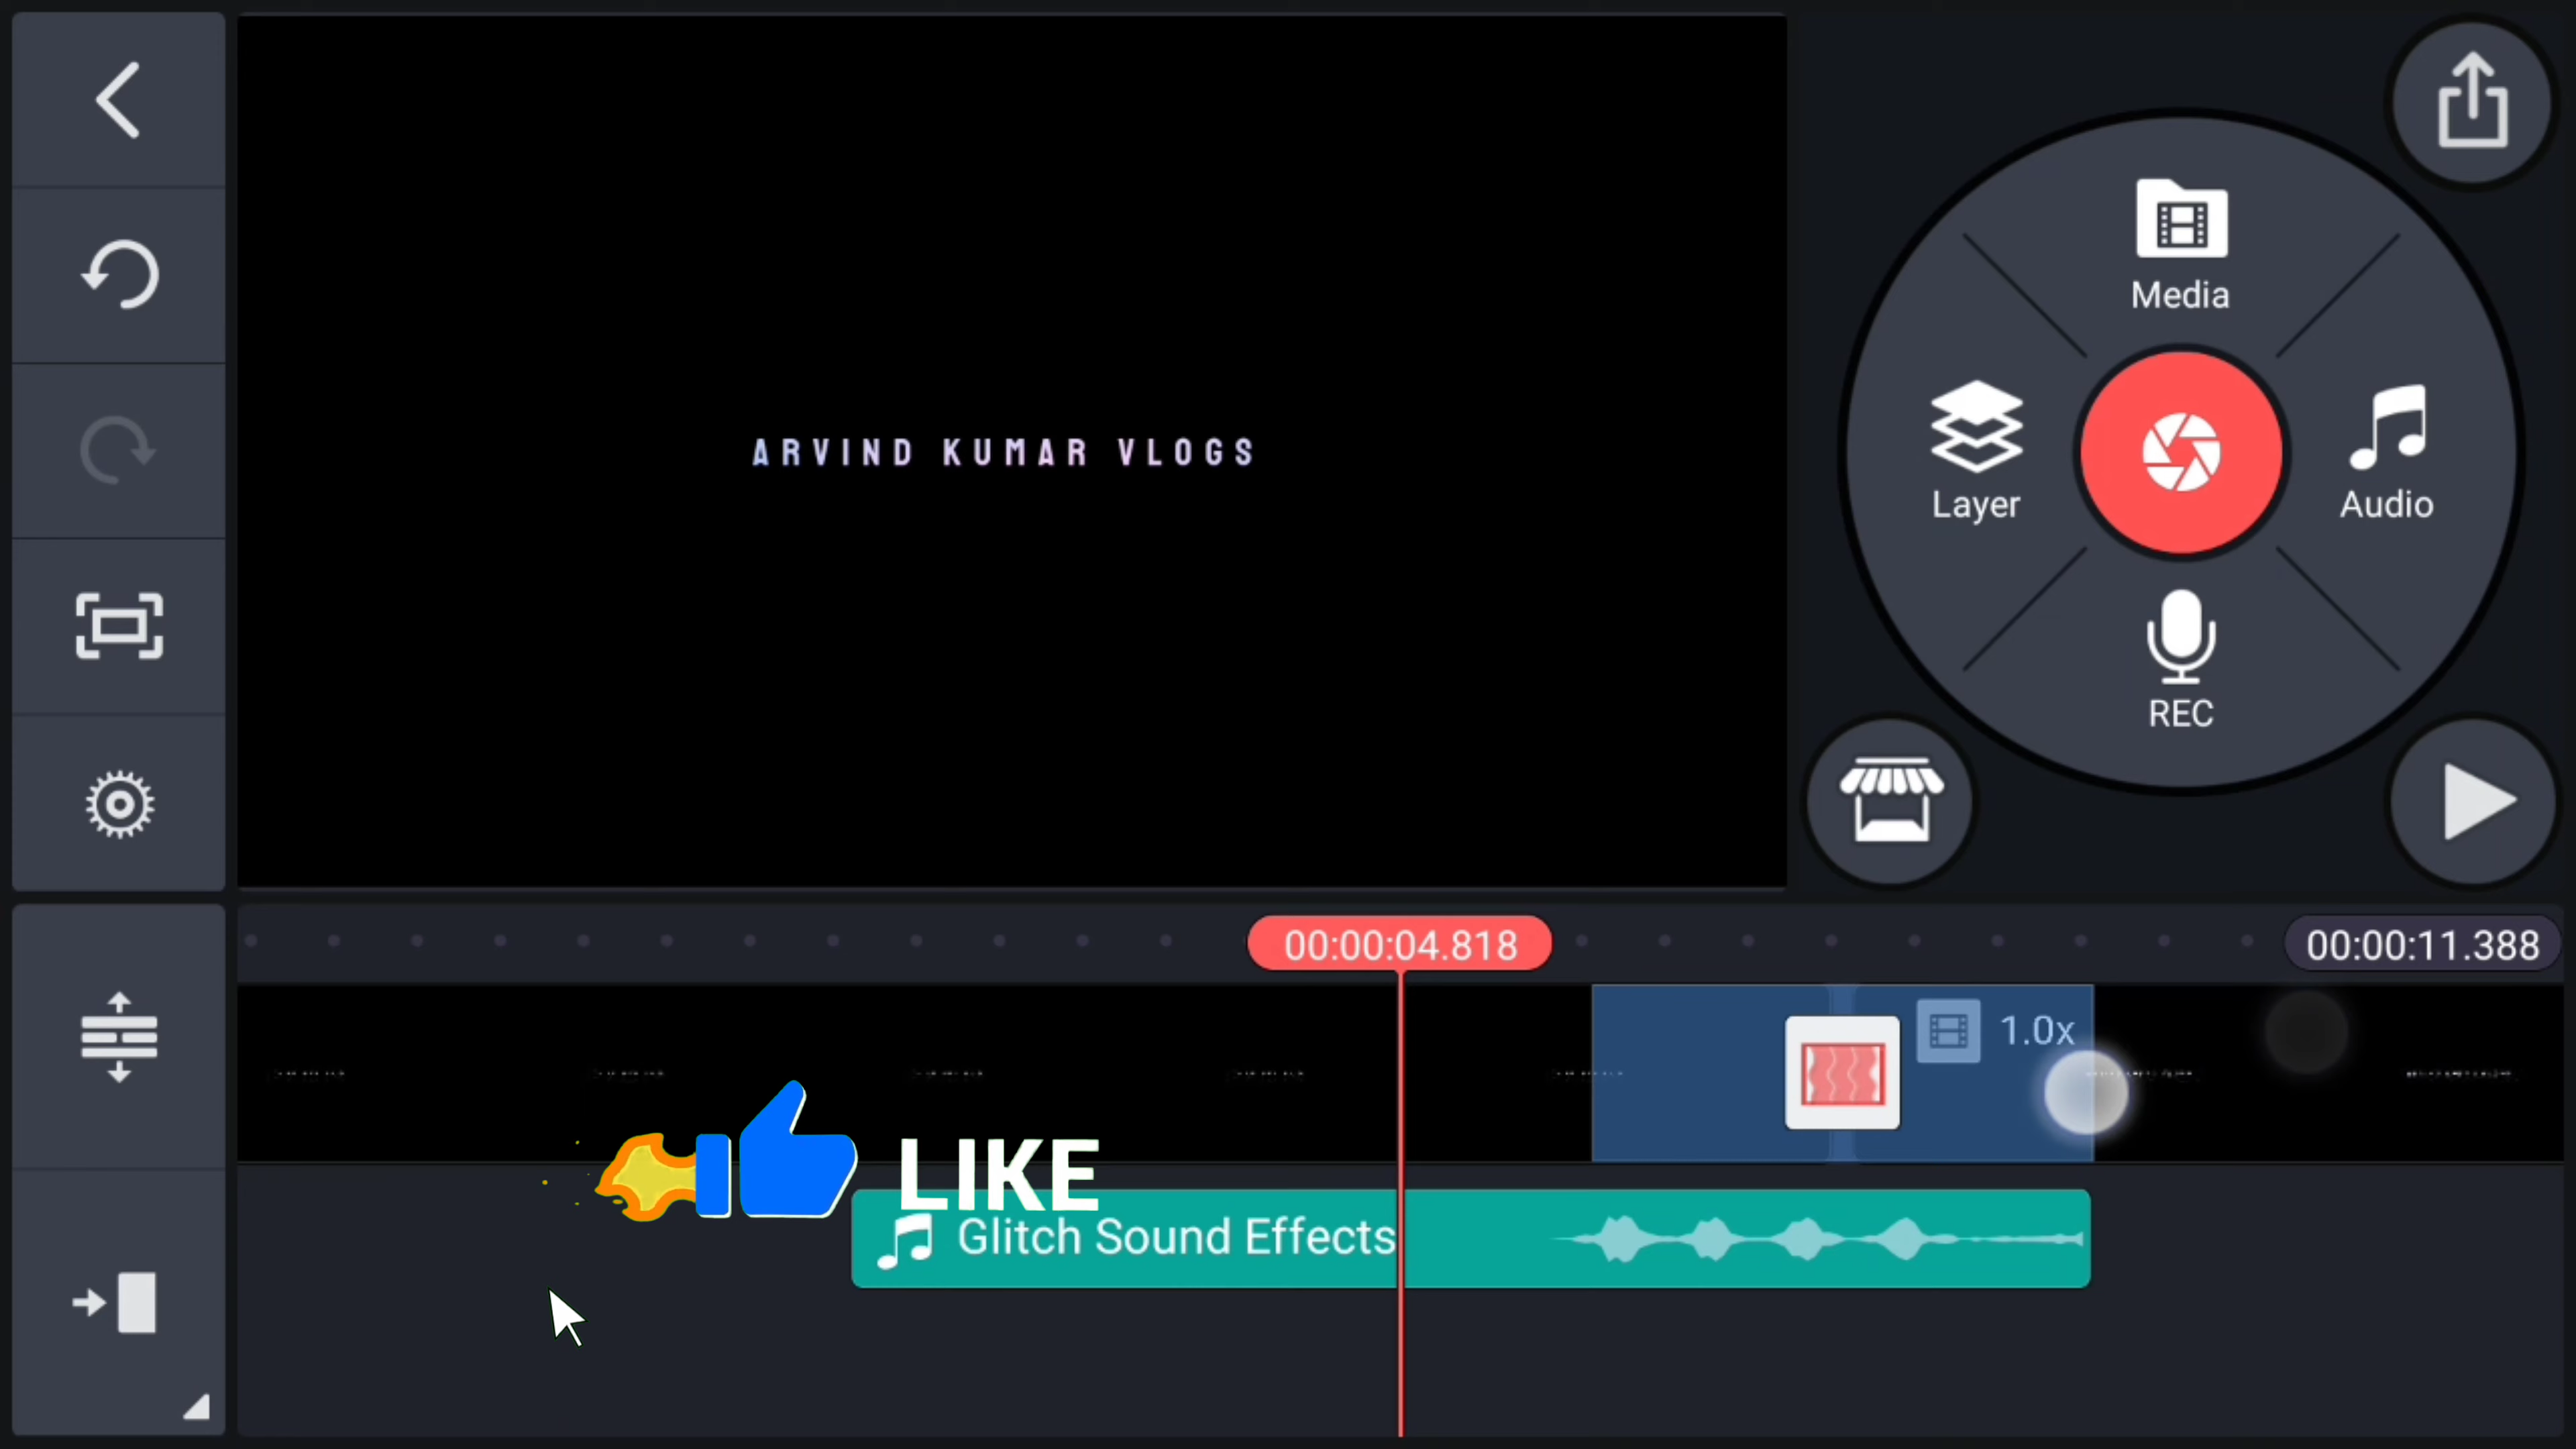 Media
ARVIND KUMAR VLOGS
Layer
Audio
REC
00:00:04.818
00:00:11.388
1.0x
LIKE
Glitch Sound Effects